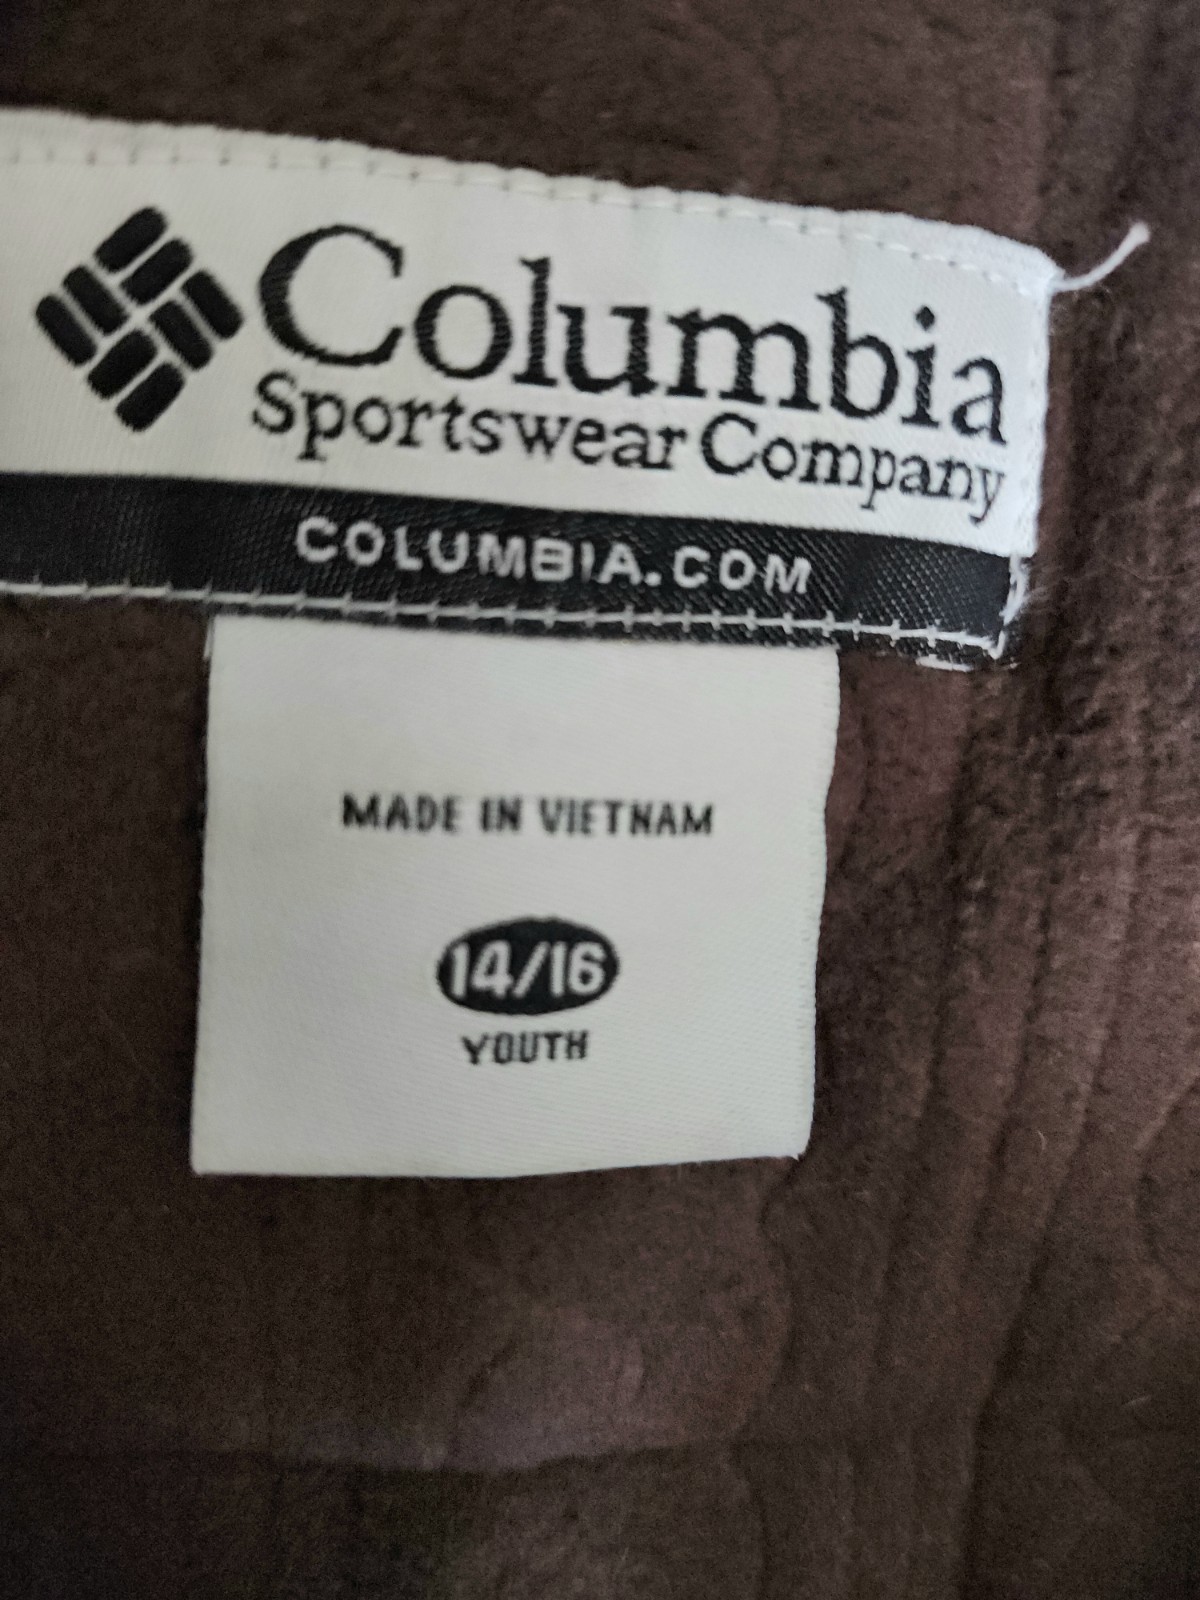 Columbia
Sportswear Company
COLUMBIA.COM
MADE IN VIETNAM
14/16
YOUTH